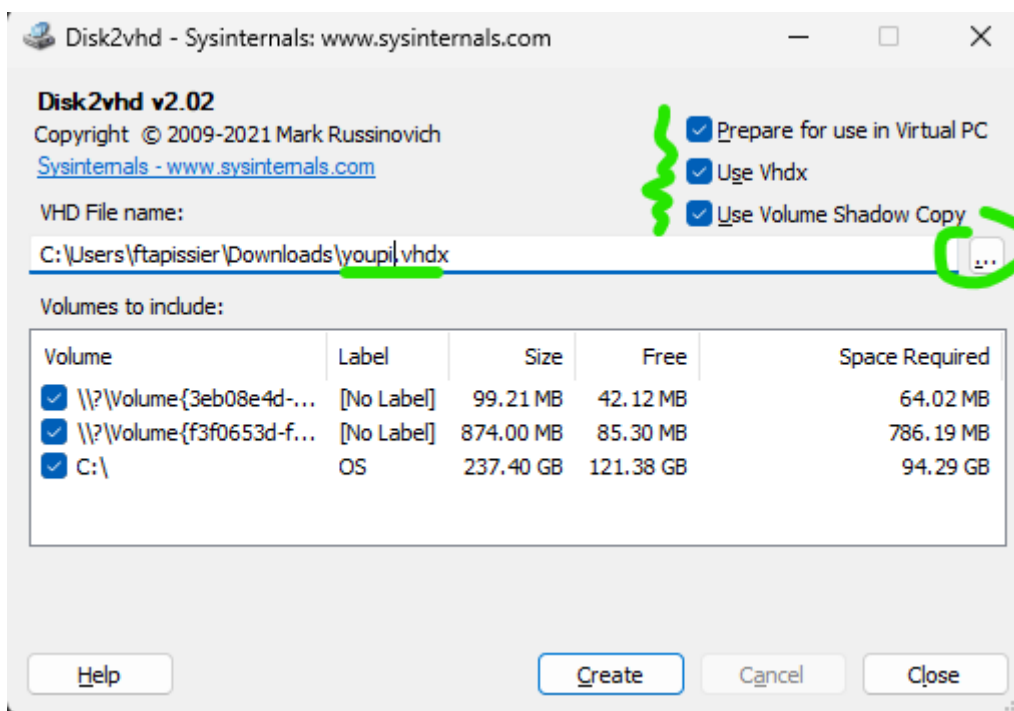 Disk2vhd - Sysinternals: www.sysinternals.com
Disk2vhd v2.02
Copyright © 2009-2021 Mark Russinovich
Sysinternals - www.sysinternals.com
Prepare for use in Virtual PC
Use Vhdx
Use Volume Shadow Copy
VHD File name:
C:\Users\ftapissier\Downloads\youpi.vhdx
...
Volumes to include:
Volume Label Size Free Space Required
\\?\Volume{3eb08e4d-... [No Label] 99.21 MB 42.12 MB 64.02 MB
\\?\Volume{f3f0653d-f... [No Label] 874.00 MB 85.30 MB 786.19 MB
C:\ OS 237.40 GB 121.38 GB 94.29 GB
Help Create Cancel Close